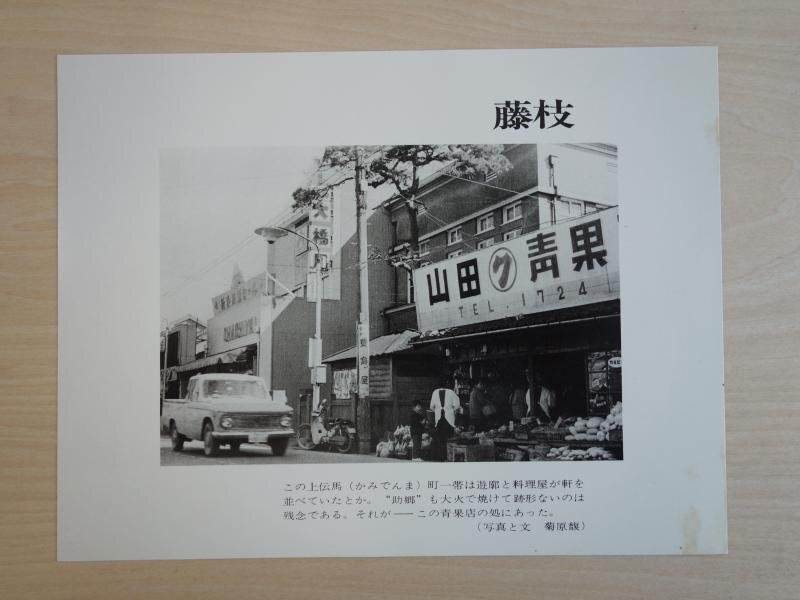 藤枝
大橋
山田ク青果
TEL.1724
この上伝馬（かみでんま）町一帯は遊廓と料理屋が軒を
並べていたとか。“助郷”も大火で焼けて跡形ないのは
残念である。それが――この青果店の処にあった。
（写真と文　菊原馥）